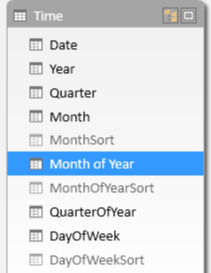 Time
Date
Year
Quarter
Month
MonthSort
Month of Year
MonthOfYearSort
QuarterOfYear
DayOfWeek
DayOfWeekSort